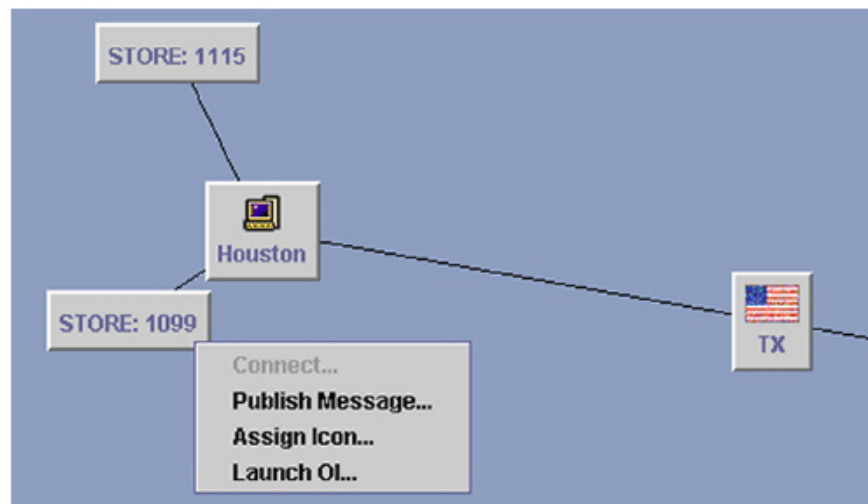 STORE: 1115
Houston
STORE: 1099
TX
Connect...
Publish Message...
Assign Icon...
Launch OI...